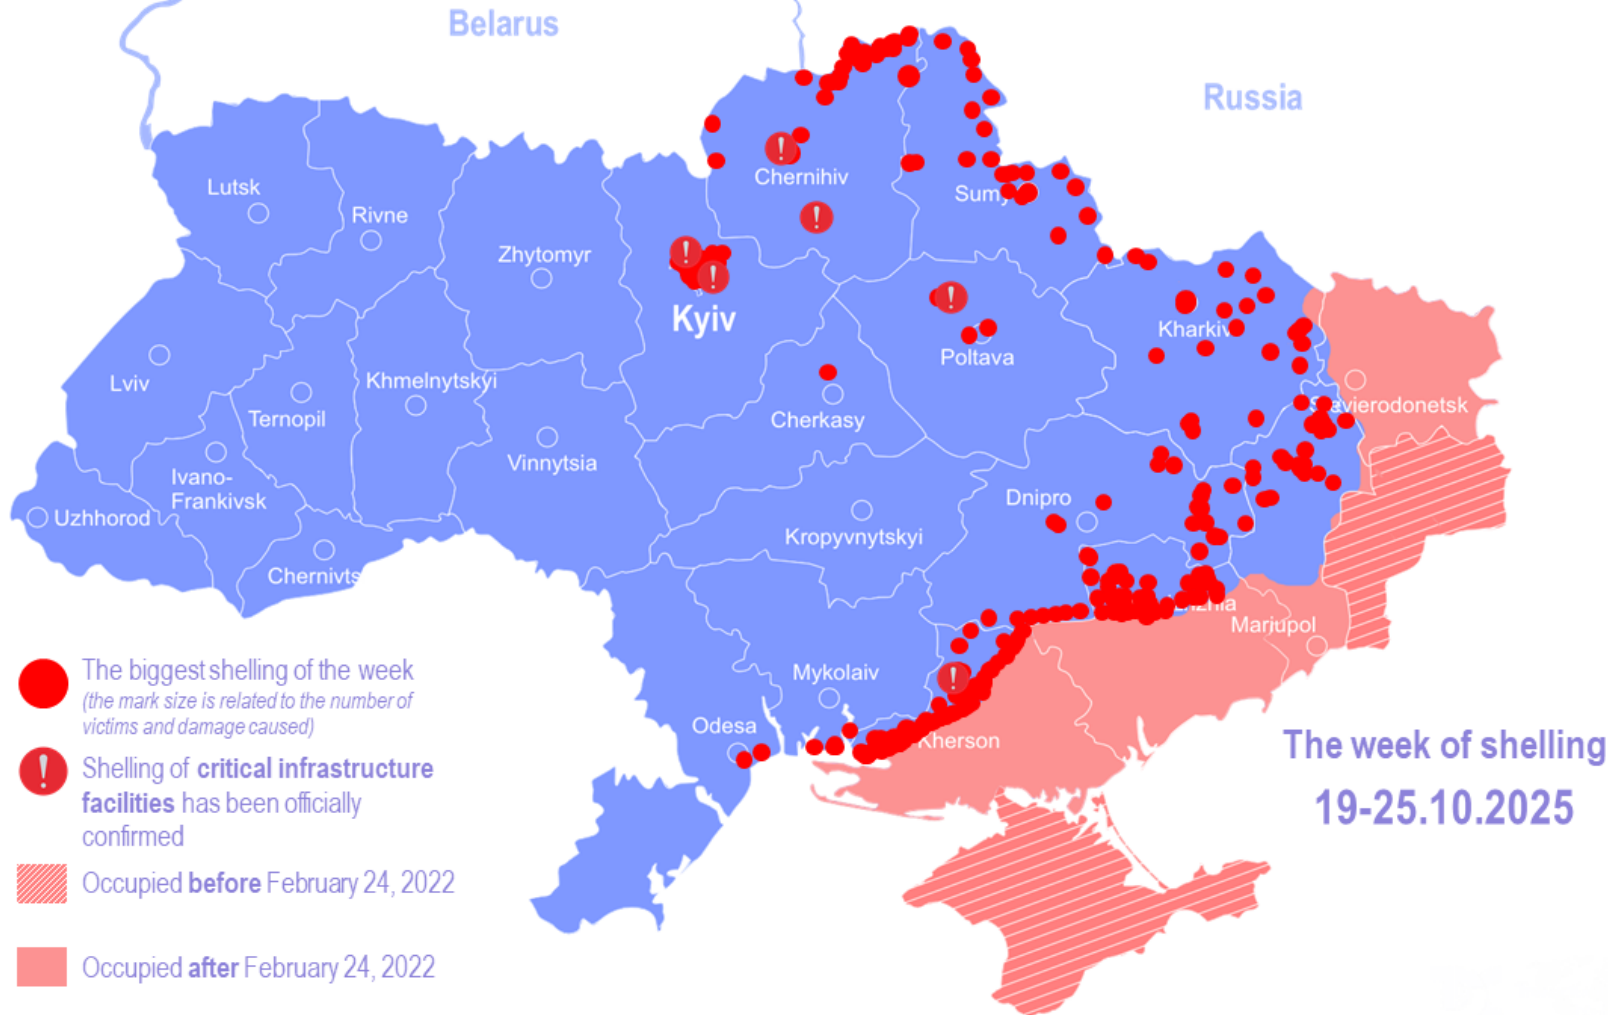 Belarus
Russia
Lutsk
Rivne
Zhytomyr
Chernihiv
Sumy
Kyiv
Lviv
Ternopil
Khmelnytskyi
Vinnytsia
Cherkasy
Poltava
Kharkiv
Ivano-
Frankivsk
Uzhhorod
Chernivts
Kropyvnytskyi
Dnipro
Mariupol
Mykolaiv
Odesa
Kherson
The biggest shelling of the week
(the mark size is related to the number of
victims and damage caused)
Shelling of critical infrastructure
facilities has been officially
confirmed
Occupied before February 24, 2022
Occupied after February 24, 2022
The week of shelling
19-25.10.2025